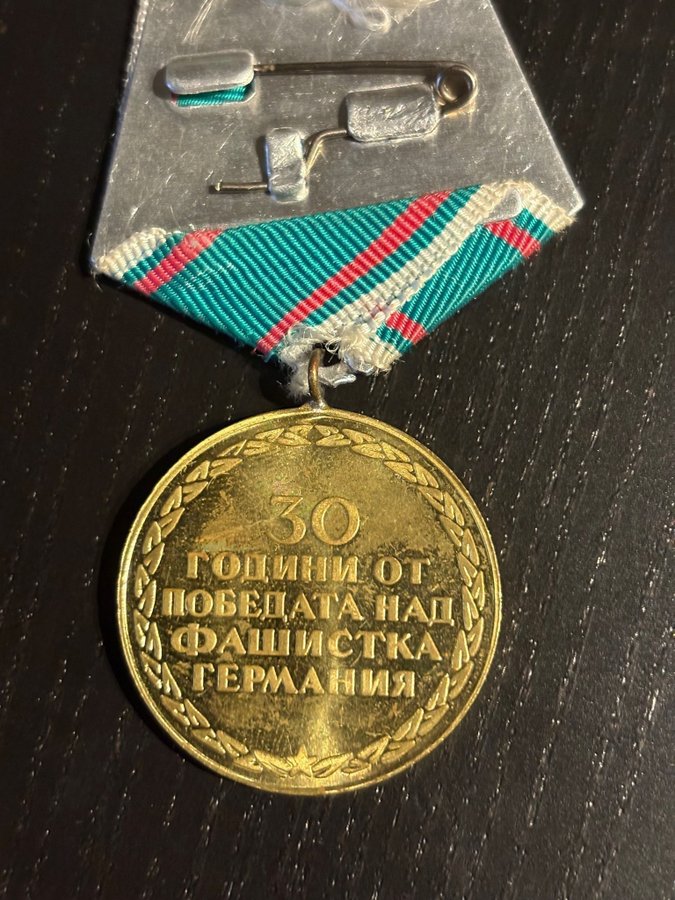 30
ГОДИНИ ОТ
ПОБЕДАТА НАД
ФАШИСТКА
ГЕРМАНИЯ